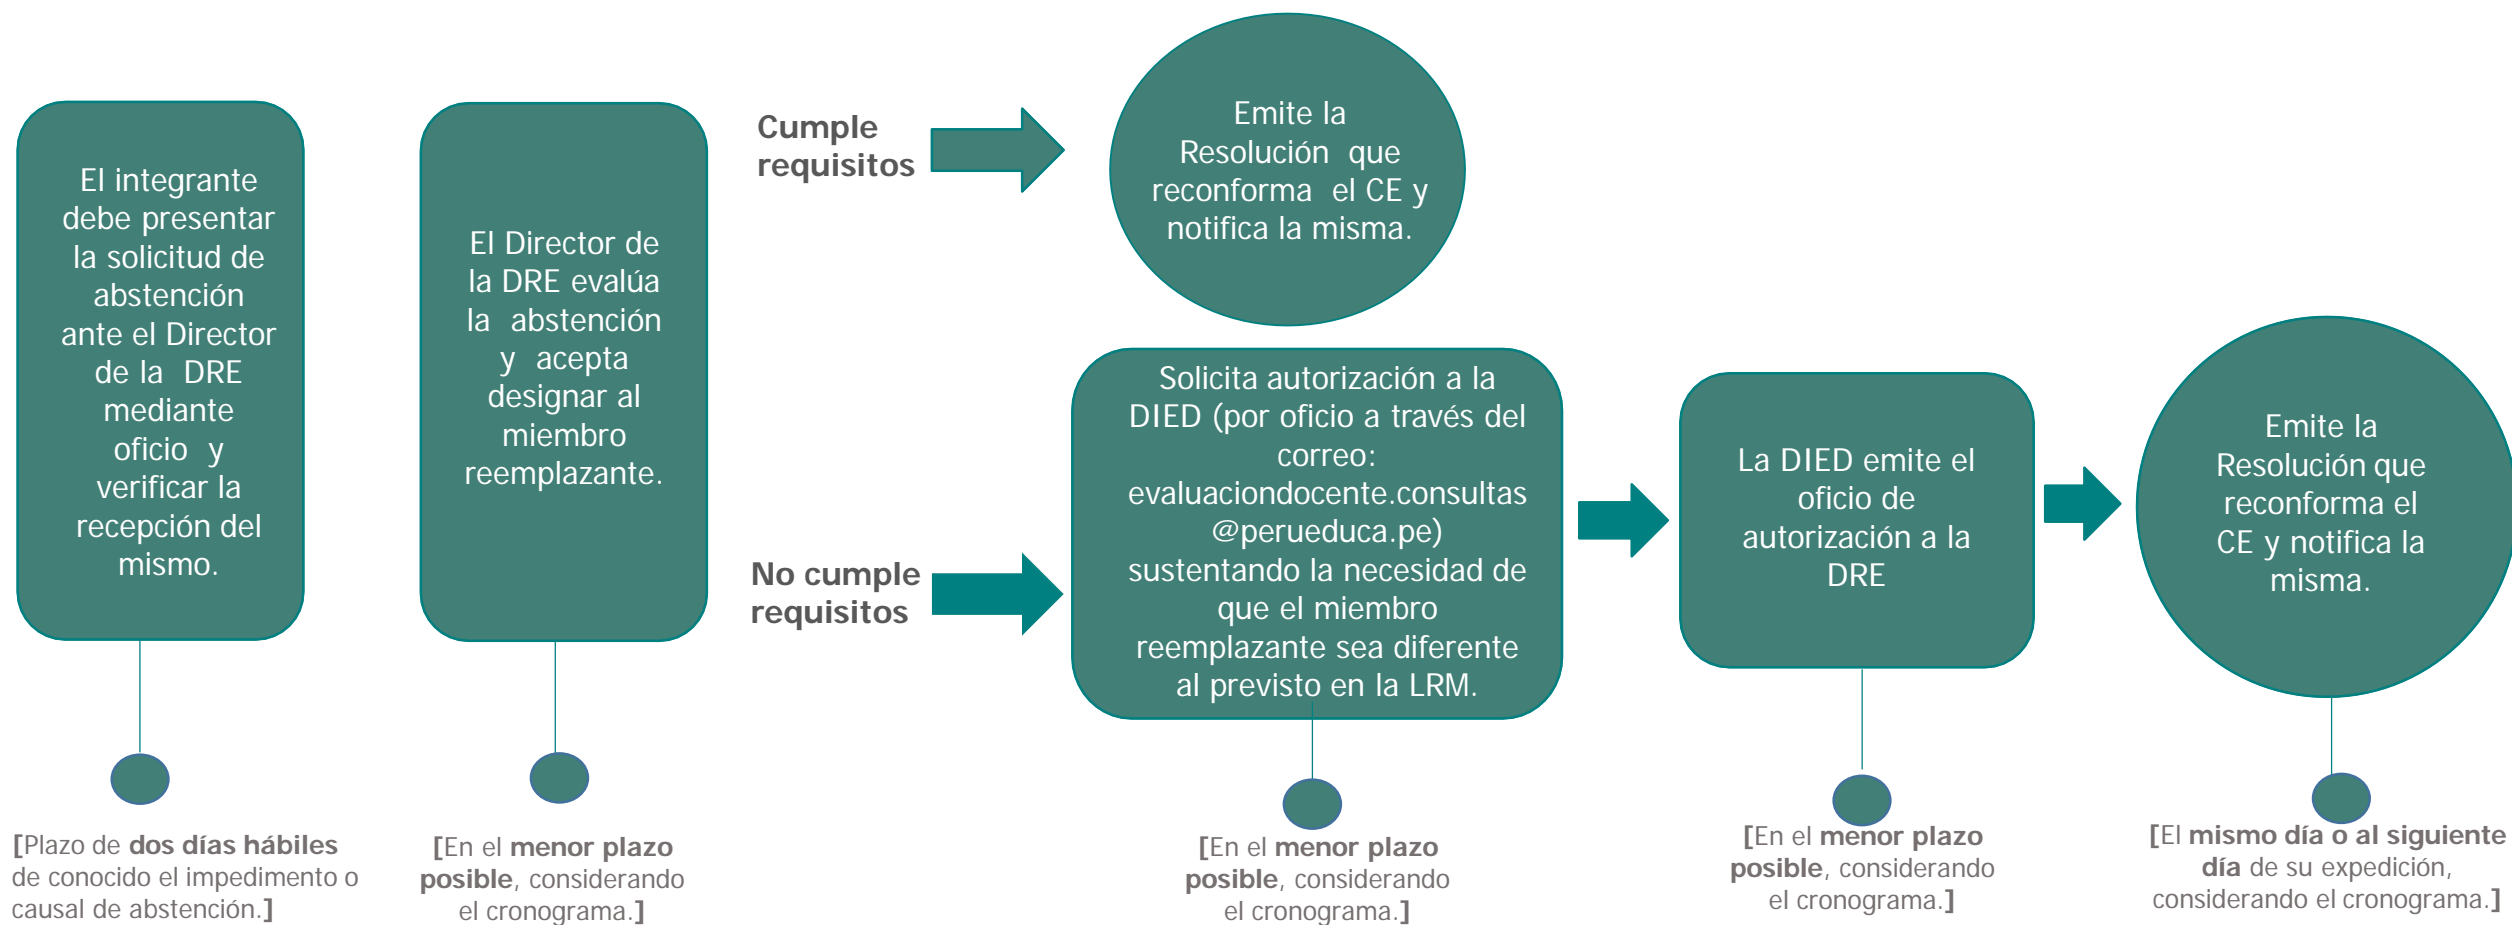 El integrante
debe presentar
la solicitud de
abstención
ante el Director
de la DRE
mediante
oficio y
verificar la
recepción del
mismo.
[Plazo de dos días hábiles
de conocido el impedimento o
causal de abstención.]
El Director de
la DRE evalúa
la abstención
y acepta
designar al
miembro
reemplazante.
[En el menor plazo
posible, considerando
el cronograma.]
Cumple
requisitos
Emite la
Resolución que
reconforma el CE y
notifica la misma.
No cumple
requisitos
Solicita autorización a la
DIED (por oficio a través del
correo:
evaluaciondocente.consultas
@perueduca.pe)
sustentando la necesidad de
que el miembro
reemplazante sea diferente
al previsto en la LRM.
[En el menor plazo
posible, considerando
el cronograma.]
La DIED emite el
oficio de
autorización a la
DRE
[En el menor plazo
posible, considerando
el cronograma.]
Emite la
Resolución que
reconforma el
CE y notifica la
misma.
[El mismo día o al siguiente
día de su expedición,
considerando el cronograma.]